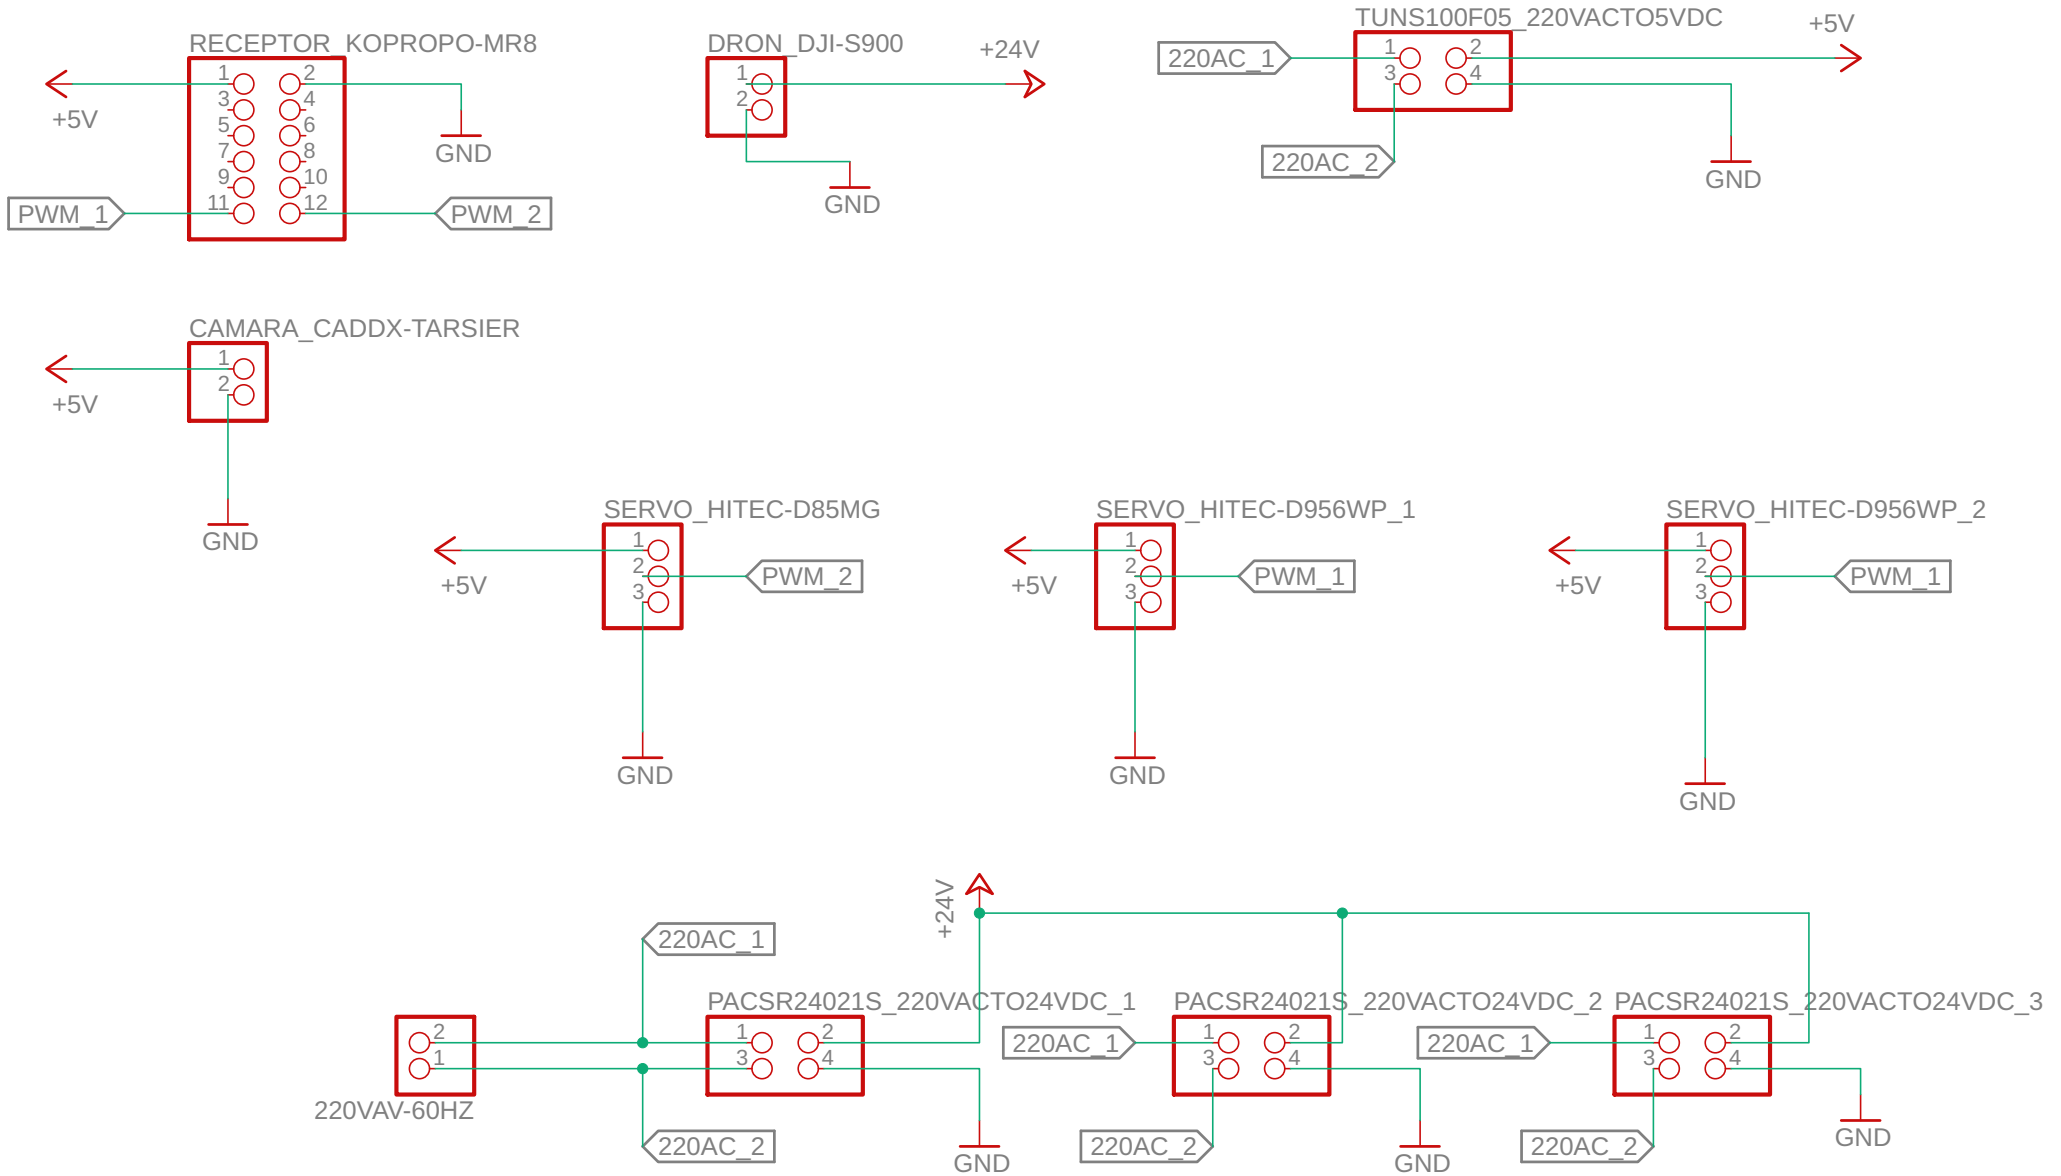 TUNS100F05_220VACTO5VDC
+5V
RECEPTOR_KOPROPO-MR8
DRON_DJI-S900
+24V
220AC_1
1
2
3
4
220AC_2
GND
1
2
3
4
5
6
7
8
9
10
11
12
+5V
GND
PWM_1
PWM_2
1
2
GND
CAMARA_CADDX-TARSIER
1
2
+5V
GND
SERVO_HITEC-D85MG
1
2
3
+5V
PWM_2
GND
SERVO_HITEC-D956WP_1
1
2
3
+5V
PWM_1
GND
SERVO_HITEC-D956WP_2
1
2
3
+5V
PWM_1
GND
+24V
220AC_1
2
1
220VAV-60HZ
220AC_2
PACSR24021S_220VACTO24VDC_1
1
2
3
4
GND
PACSR24021S_220VACTO24VDC_2
220AC_1
1
2
3
4
220AC_2
GND
PACSR24021S_220VACTO24VDC_3
220AC_1
1
2
3
4
220AC_2
GND